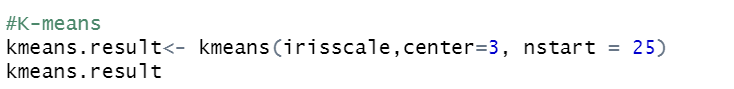 #K-means
kmeans.result<- kmeans(irisscale,center=3, nstart = 25)
kmeans.result